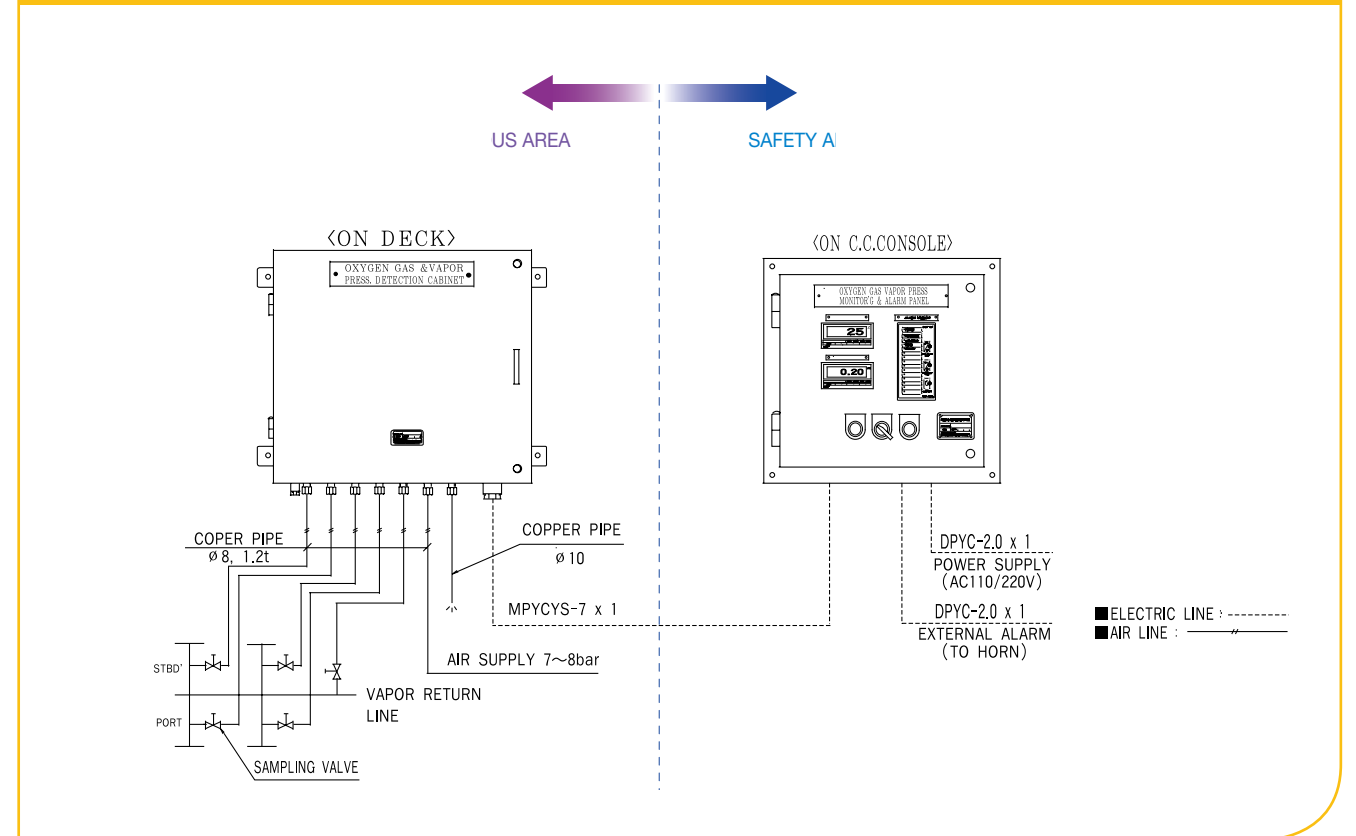 US AREA
SAFETY A
〈ON DECK〉
OXYGEN GAS &VAPOR
PRESS. DETECTION CABINET
〈ON C.C.CONSOLE〉
OXYGEN GAS VAPOR PRESS
MONITOR'G & ALARM PANEL
25
0.20
COPER PIPE
Ø8, 1.2t
COPPER PIPE
Ø10
MPYCYS-7 x 1
DPYC-2.0 x 1
POWER SUPPLY
(AC110/220V)
DPYC-2.0 x 1
EXTERNAL ALARM
(TO HORN)
■ELECTRIC LINE :
■AIR LINE :
STBD'
PORT
AIR SUPPLY 7~8bar
VAPOR RETURN
LINE
SAMPLING VALVE